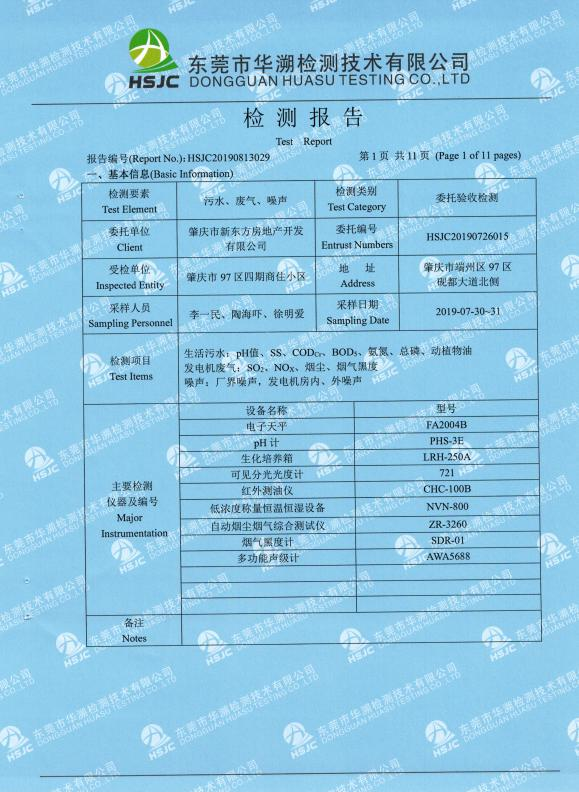 HSJC
东莞市华溯检测技术有限公司
DONGGUAN HUASU TESTING CO.,LTD
检测报告
Test Report
报告编号(Report No.): HSJC20190813029 第1页 共11页 (Page 1 of 11 pages)
一、基本信息(Basic Information)
检测要素
Test Element
污水、废气、噪声
检测类别
Test Category
委托验收检测
委托单位
Client
肇庆市新东方房地产开发
有限公司
委托编号
Entrust Numbers
HSJC20190726015
受检单位
Inspected Entity
肇庆市97区四期商住小区
地 址
Address
肇庆市端州区97区
砚都大道北侧
采样人员
Sampling Personnel
李一民、陶海吓、徐明爱
采样日期
Sampling Date
2019-07-30~31
检测项目
Test Items
生活污水：pH值、SS、CODCr、BOD5、氨氮、总磷、动植物油
发电机废气：SO2、NOX、烟尘、烟气黑度
噪声：厂界噪声，发电机房内、外噪声
主要检测
仪器及编号
Major
Instrumentation
设备名称 型号
电子天平 FA2004B
pH计 PHS-3E
生化培养箱 LRH-250A
可见分光光度计 721
红外测油仪 CHC-100B
低浓度称量恒温恒湿设备 NVN-800
自动烟尘烟气综合测试仪 ZR-3260
烟气黑度计 SDR-01
多功能声级计 AWA5688
备注
Notes